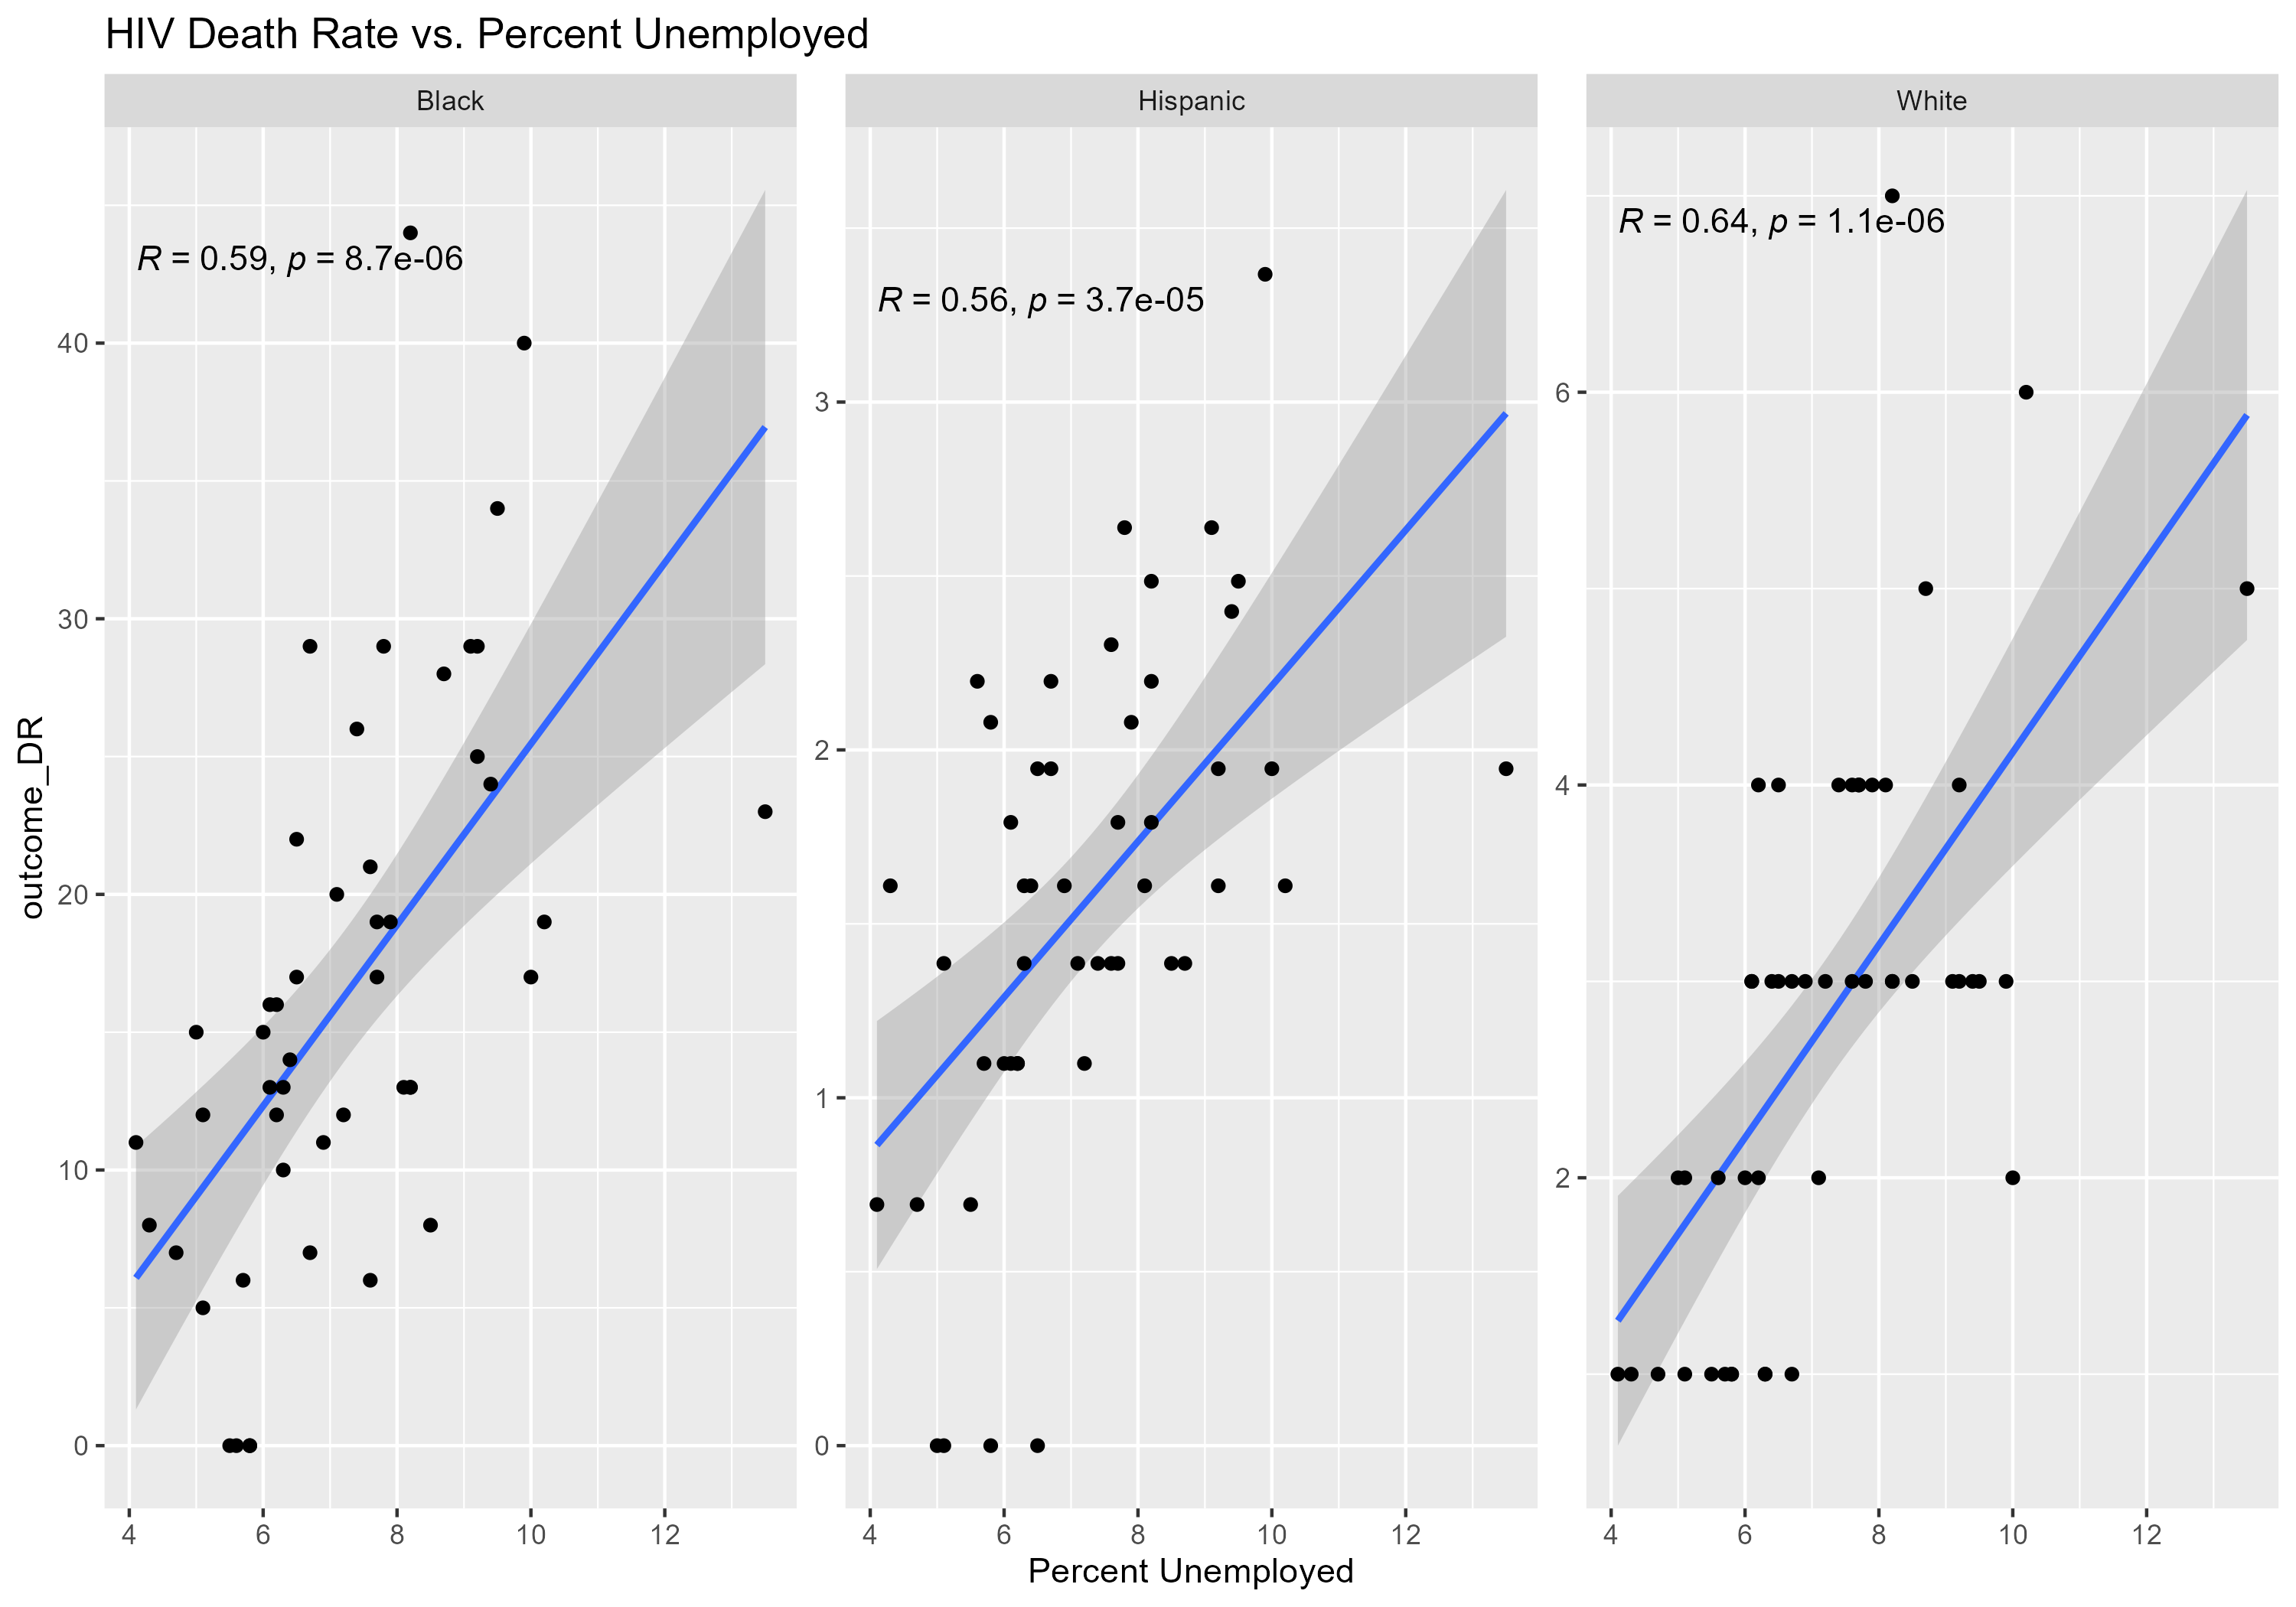 HIV Death Rate vs. Percent Unemployed
Black
Hispanic
White
R = 0.59, p = 8.7e-06
R = 0.56, p = 3.7e-05
R = 0.64, p = 1.1e-06
outcome_DR
40
30
20
10
0
3
2
1
0
6
4
2
4 6 8 10 12
4 6 8 10 12
4 6 8 10 12
Percent Unemployed